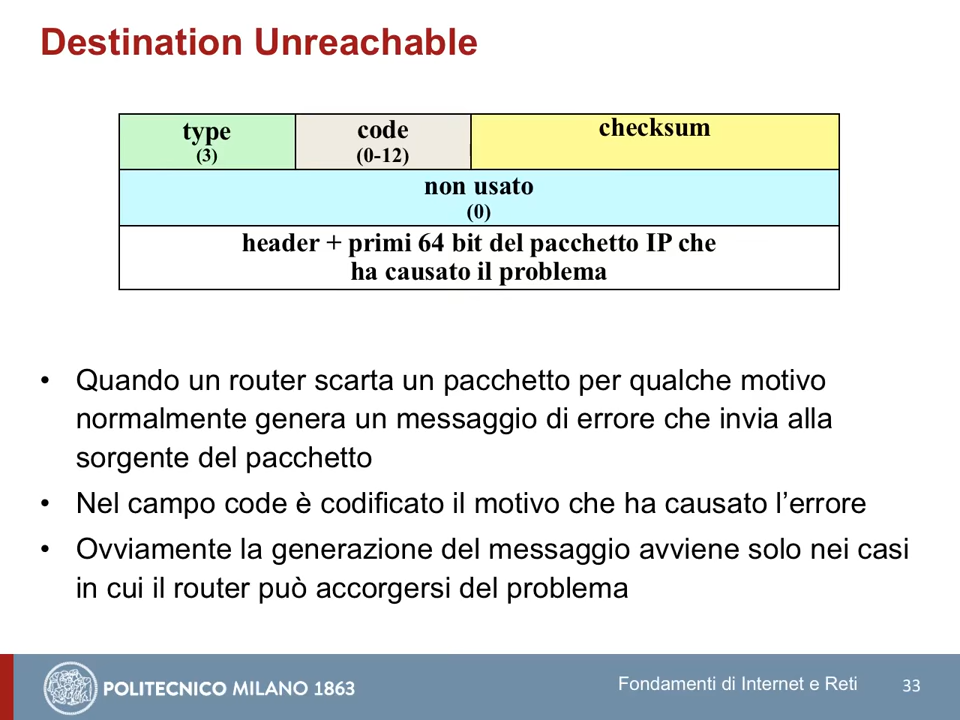 Destination Unreachable
type
(3)
code
(0-12)
checksum
non usato
(0)
header + primi 64 bit del pacchetto IP che
ha causato il problema
• Quando un router scarta un pacchetto per qualche motivo
normalmente genera un messaggio di errore che invia alla
sorgente del pacchetto
• Nel campo code è codificato il motivo che ha causato l’errore
• Ovviamente la generazione del messaggio avviene solo nei casi
in cui il router può accorgersi del problema
POLITECNICO MILANO 1863
Fondamenti di Internet e Reti
33